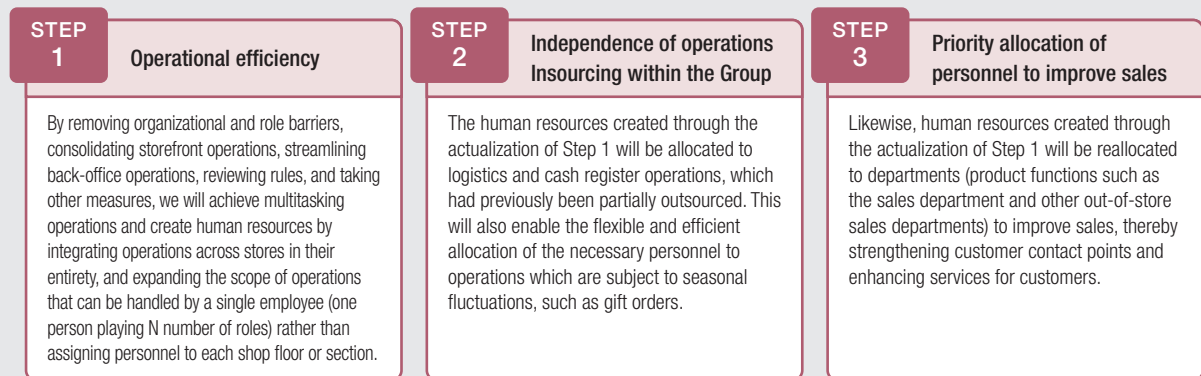 STEP
1
Operational efficiency
By removing organizational and role barriers,
consolidating storefront operations, streamlining
back-office operations, reviewing rules, and taking
other measures, we will achieve multitasking
operations and create human resources by
integrating operations across stores in their
entirety, and expanding the scope of operations
that can be handled by a single employee (one
person playing N number of roles) rather than
assigning personnel to each shop floor or section.
STEP
2
Independence of operations
Insourcing within the Group
The human resources created through the
actualization of Step 1 will be allocated to
logistics and cash register operations, which
had previously been partially outsourced. This
will also enable the flexible and efficient
allocation of the necessary personnel to
operations which are subject to seasonal
fluctuations, such as gift orders.
STEP
3
Priority allocation of
personnel to improve sales
Likewise, human resources created through
the actualization of Step 1 will be reallocated
to departments (product functions such as
the sales department and other out-of-store
sales departments) to improve sales, thereby
strengthening customer contact points and
enhancing services for customers.